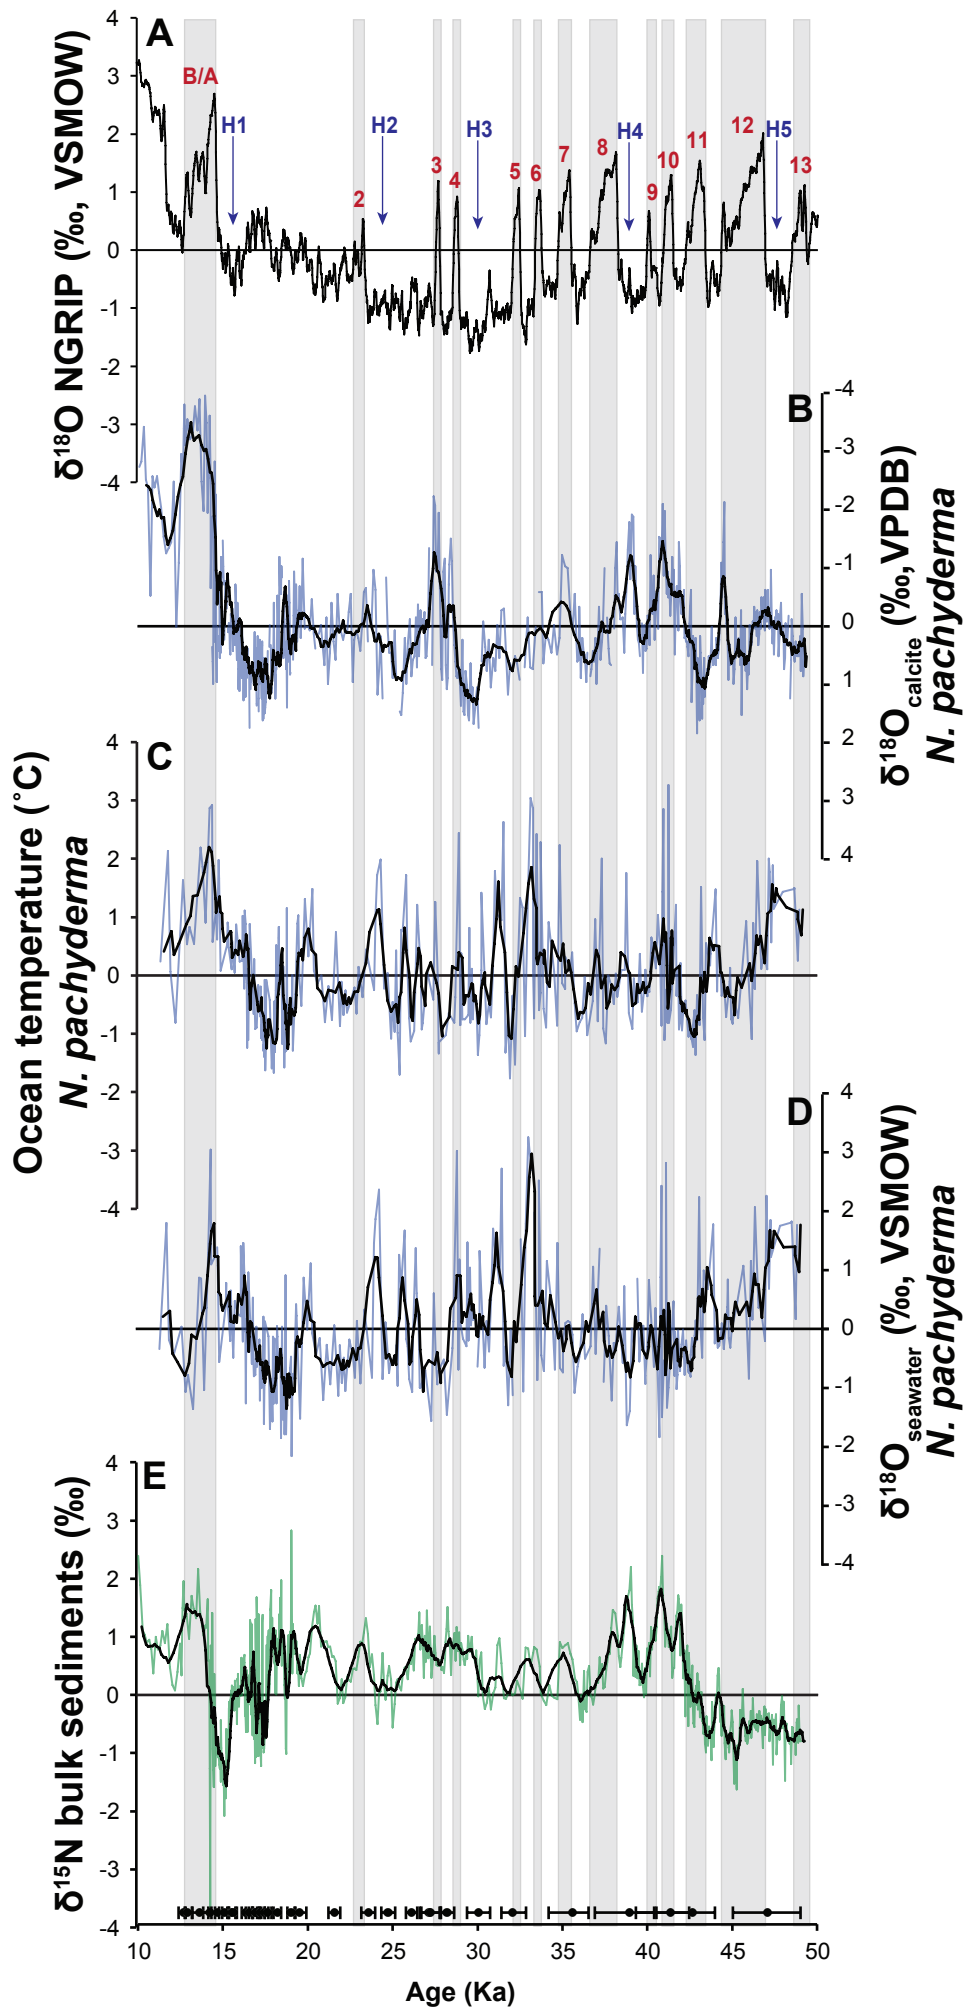 A
δ18O NGRIP (‰, VSMOW)
4
3
2
1
0
-1
-2
-3
-4
B/A
H1
2
H2
3
4
H3
5
6
7
8
H4
9
10
11
12
H5
13
B
-4
-3
-2
-1
0
1
2
3
4
δ18Ocalcite (‰, VPDB)
N. pachyderma
C
Ocean temperature (˚C)
N. pachyderma
4
3
2
1
0
-1
-2
-3
-4
D
4
3
2
1
0
-1
-2
-3
-4
δ18Oseawater (‰, VSMOW)
N. pachyderma
E
δ15N bulk sediments (‰)
4
3
2
1
0
-1
-2
-3
-4
10 15 20 25 30 35 40 45 50
Age (Ka)